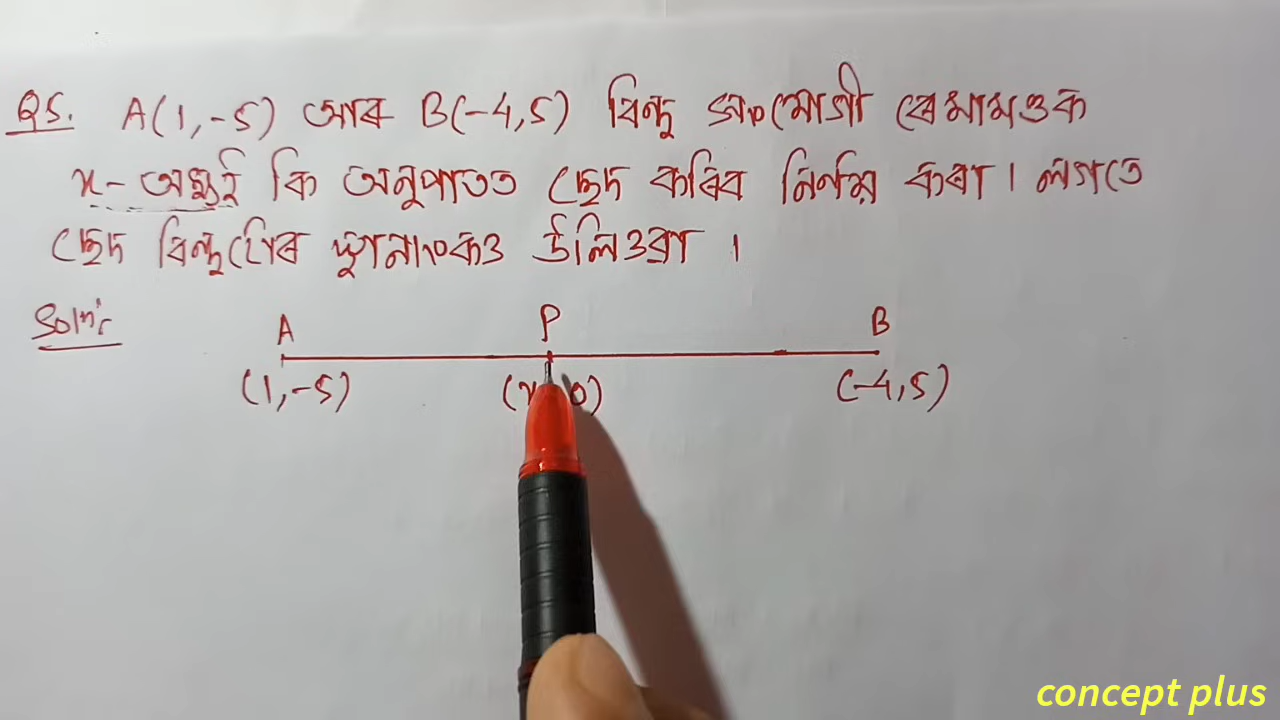 Q5. A(1,-5) আৰু B(-4,5) বিন্দু সংযোগী ৰেখাখণ্ডক
x-অক্ষই কি অনুপাতত ছেদ কৰিব নিৰ্ণয় কৰা। লগতে
ছেদ বিন্দুটোৰ স্থানাংকও উলিওৱা।
Soln:
A P B
(1,-5) (x, 0) (-4,5)
concept plus